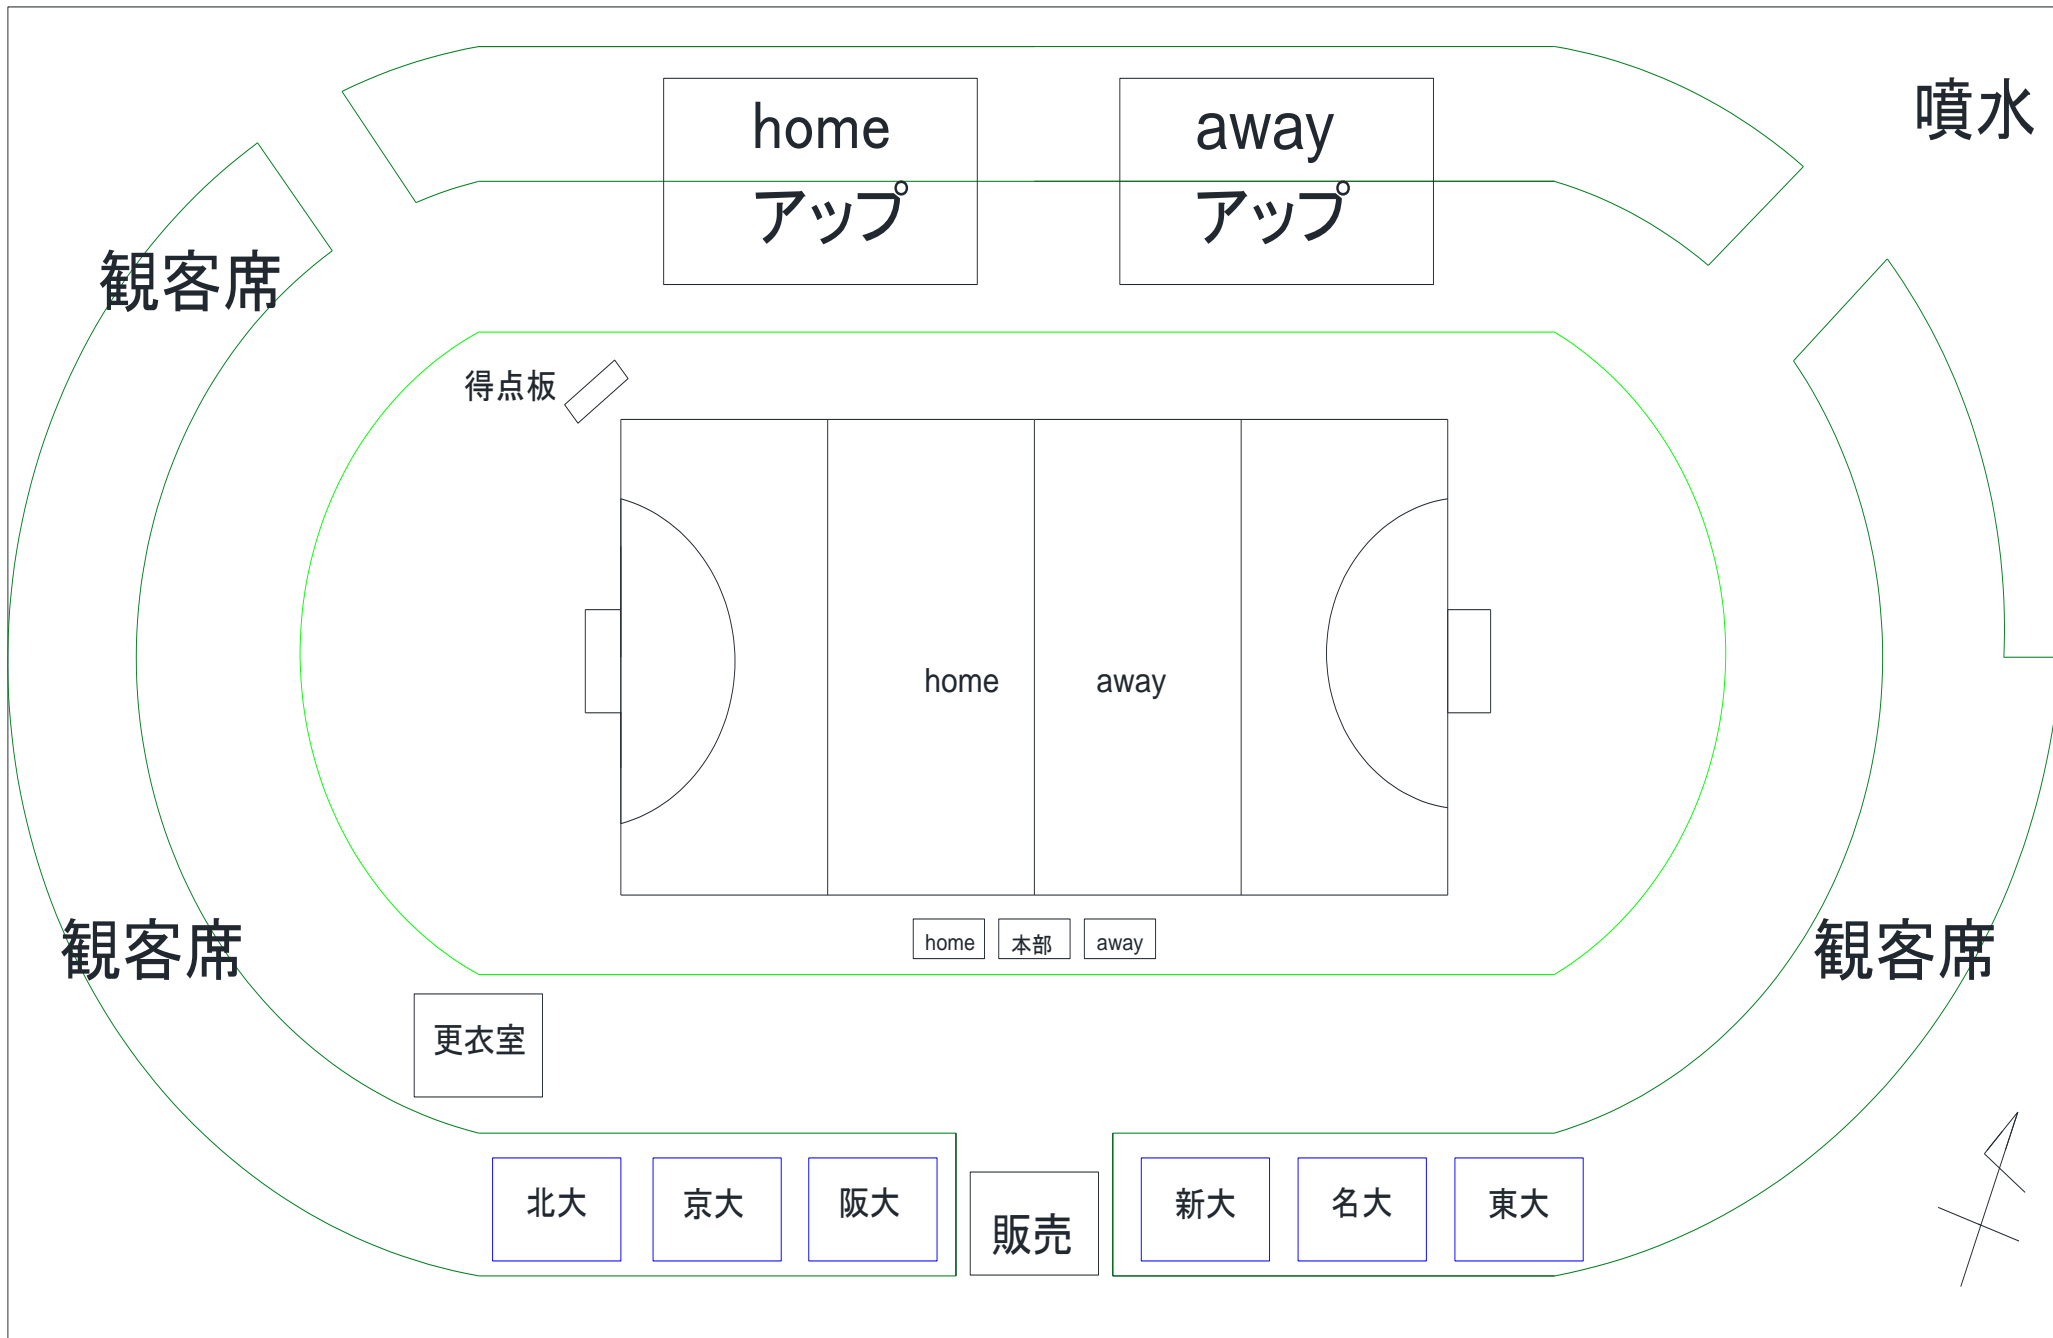 噴水
home
アップ
away
アップ
観客席
得点板
home
away
観客席
観客席
home
本部
away
更衣室
北大
京大
阪大
販売
新大
名大
東大